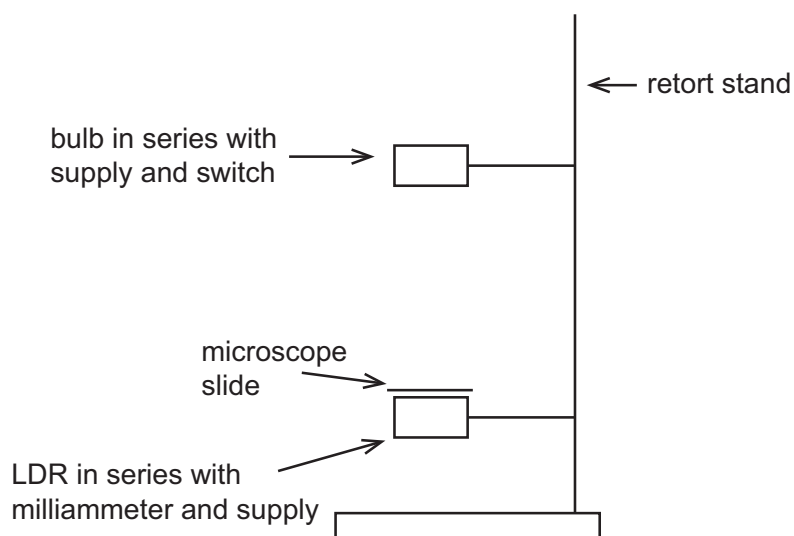 retort stand
bulb in series with
supply and switch
microscope
slide
LDR in series with
milliammeter and supply